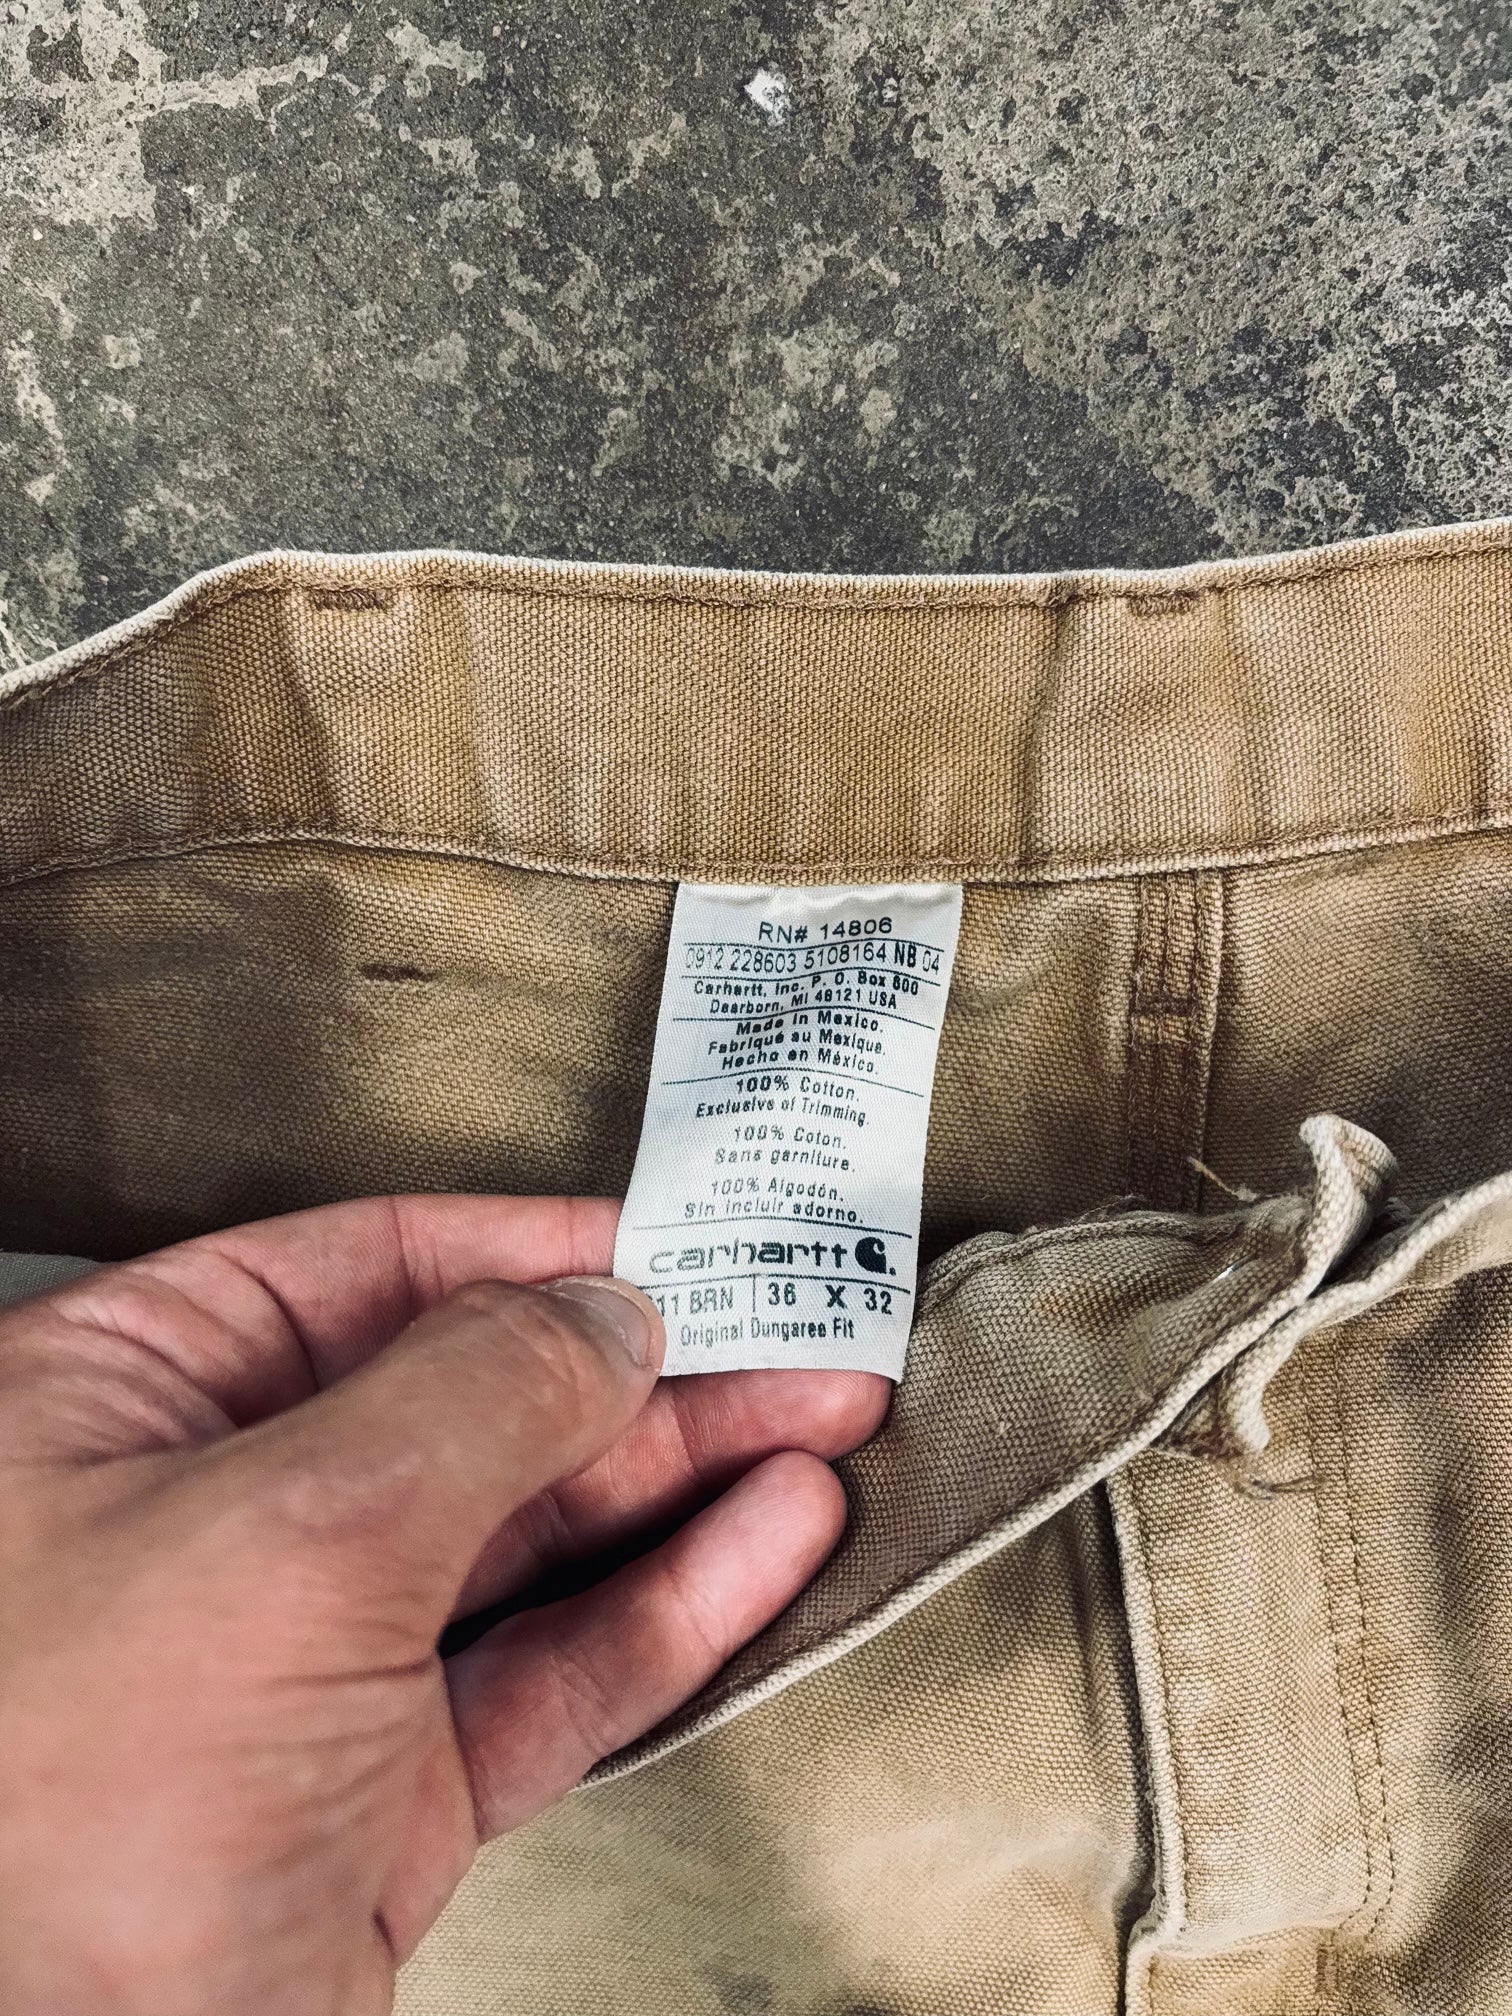 RN# 14806
0912 228603 5108164 NB 04
Carhartt, Inc. P. O. Box 600
Dearborn, MI 48121 USA
Made in Mexico.
Fabriqué au Mexique.
Hecho en México.
100% Cotton.
Exclusive of Trimming.
100% Coton.
Sans garniture.
100% Algodón.
Sin incluir adorno.
carhartt
11 BRN 36 X 32
Original Dungaree Fit